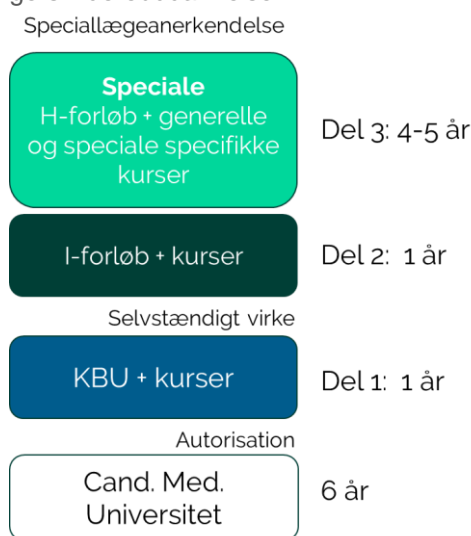 Speciallægeanerkendelse
Speciale
H-forløb + generelle
og speciale specifikke
kurser
Del 3: 4-5 år
I-forløb + kurser
Del 2: 1 år
Selvstændigt virke
KBU + kurser
Del 1: 1 år
Autorisation
Cand. Med.
Universitet
6 år